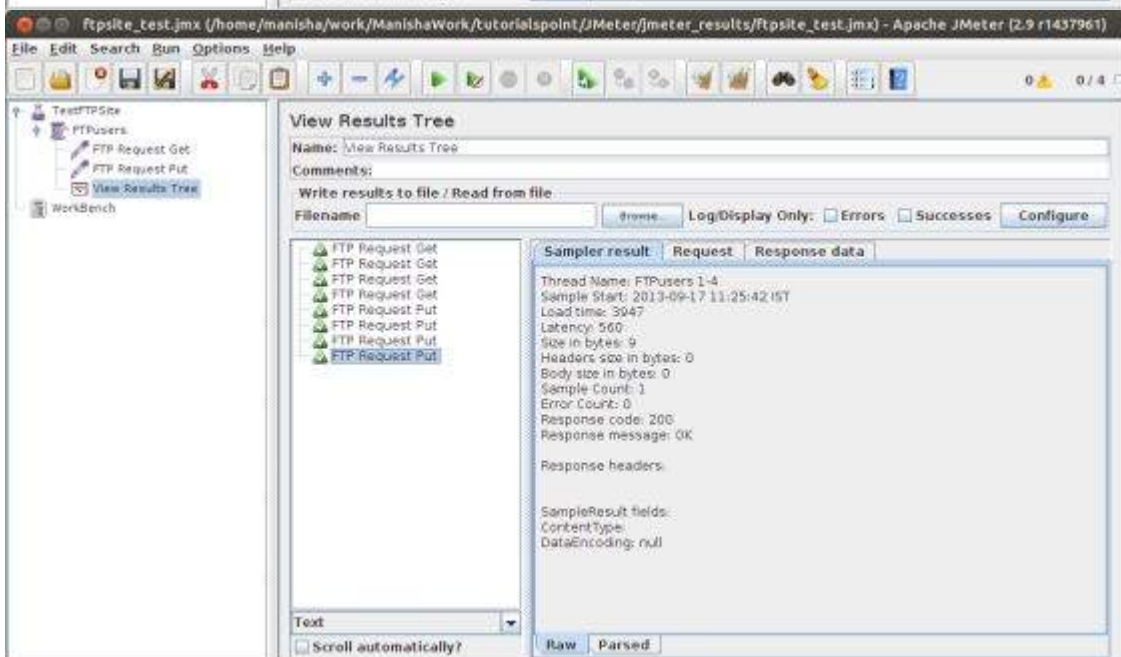 ftpsite_test.jmx (/home/manisha/work/ManishaWork/tutorialspoint/JMeter/jmeter_results/ftpsite_test.jmx) - Apache JMeter (2.9 r1437961)
File Edit Search Run Options Help
0 0 / 4
TestFTPSite
FTPusers
FTP Request Get
FTP Request Put
View Results Tree
WorkBench
View Results Tree
Name: View Results Tree
Comments:
Write results to file / Read from file
Filename Browse... Log/Display Only: Errors Successes Configure
FTP Request Get
FTP Request Get
FTP Request Get
FTP Request Get
FTP Request Put
FTP Request Put
FTP Request Put
FTP Request Put
Text
Scroll automatically?
Sampler result Request Response data
Thread Name: FTPusers 1-4
Sample Start: 2013-09-17 11:25:42 IST
Load time: 3947
Latency: 560
Size in bytes: 9
Headers size in bytes: 0
Body size in bytes: 0
Sample Count: 1
Error Count: 0
Response code: 200
Response message: OK
Response headers:
SampleResult fields:
ContentType:
DataEncoding: null
Raw Parsed